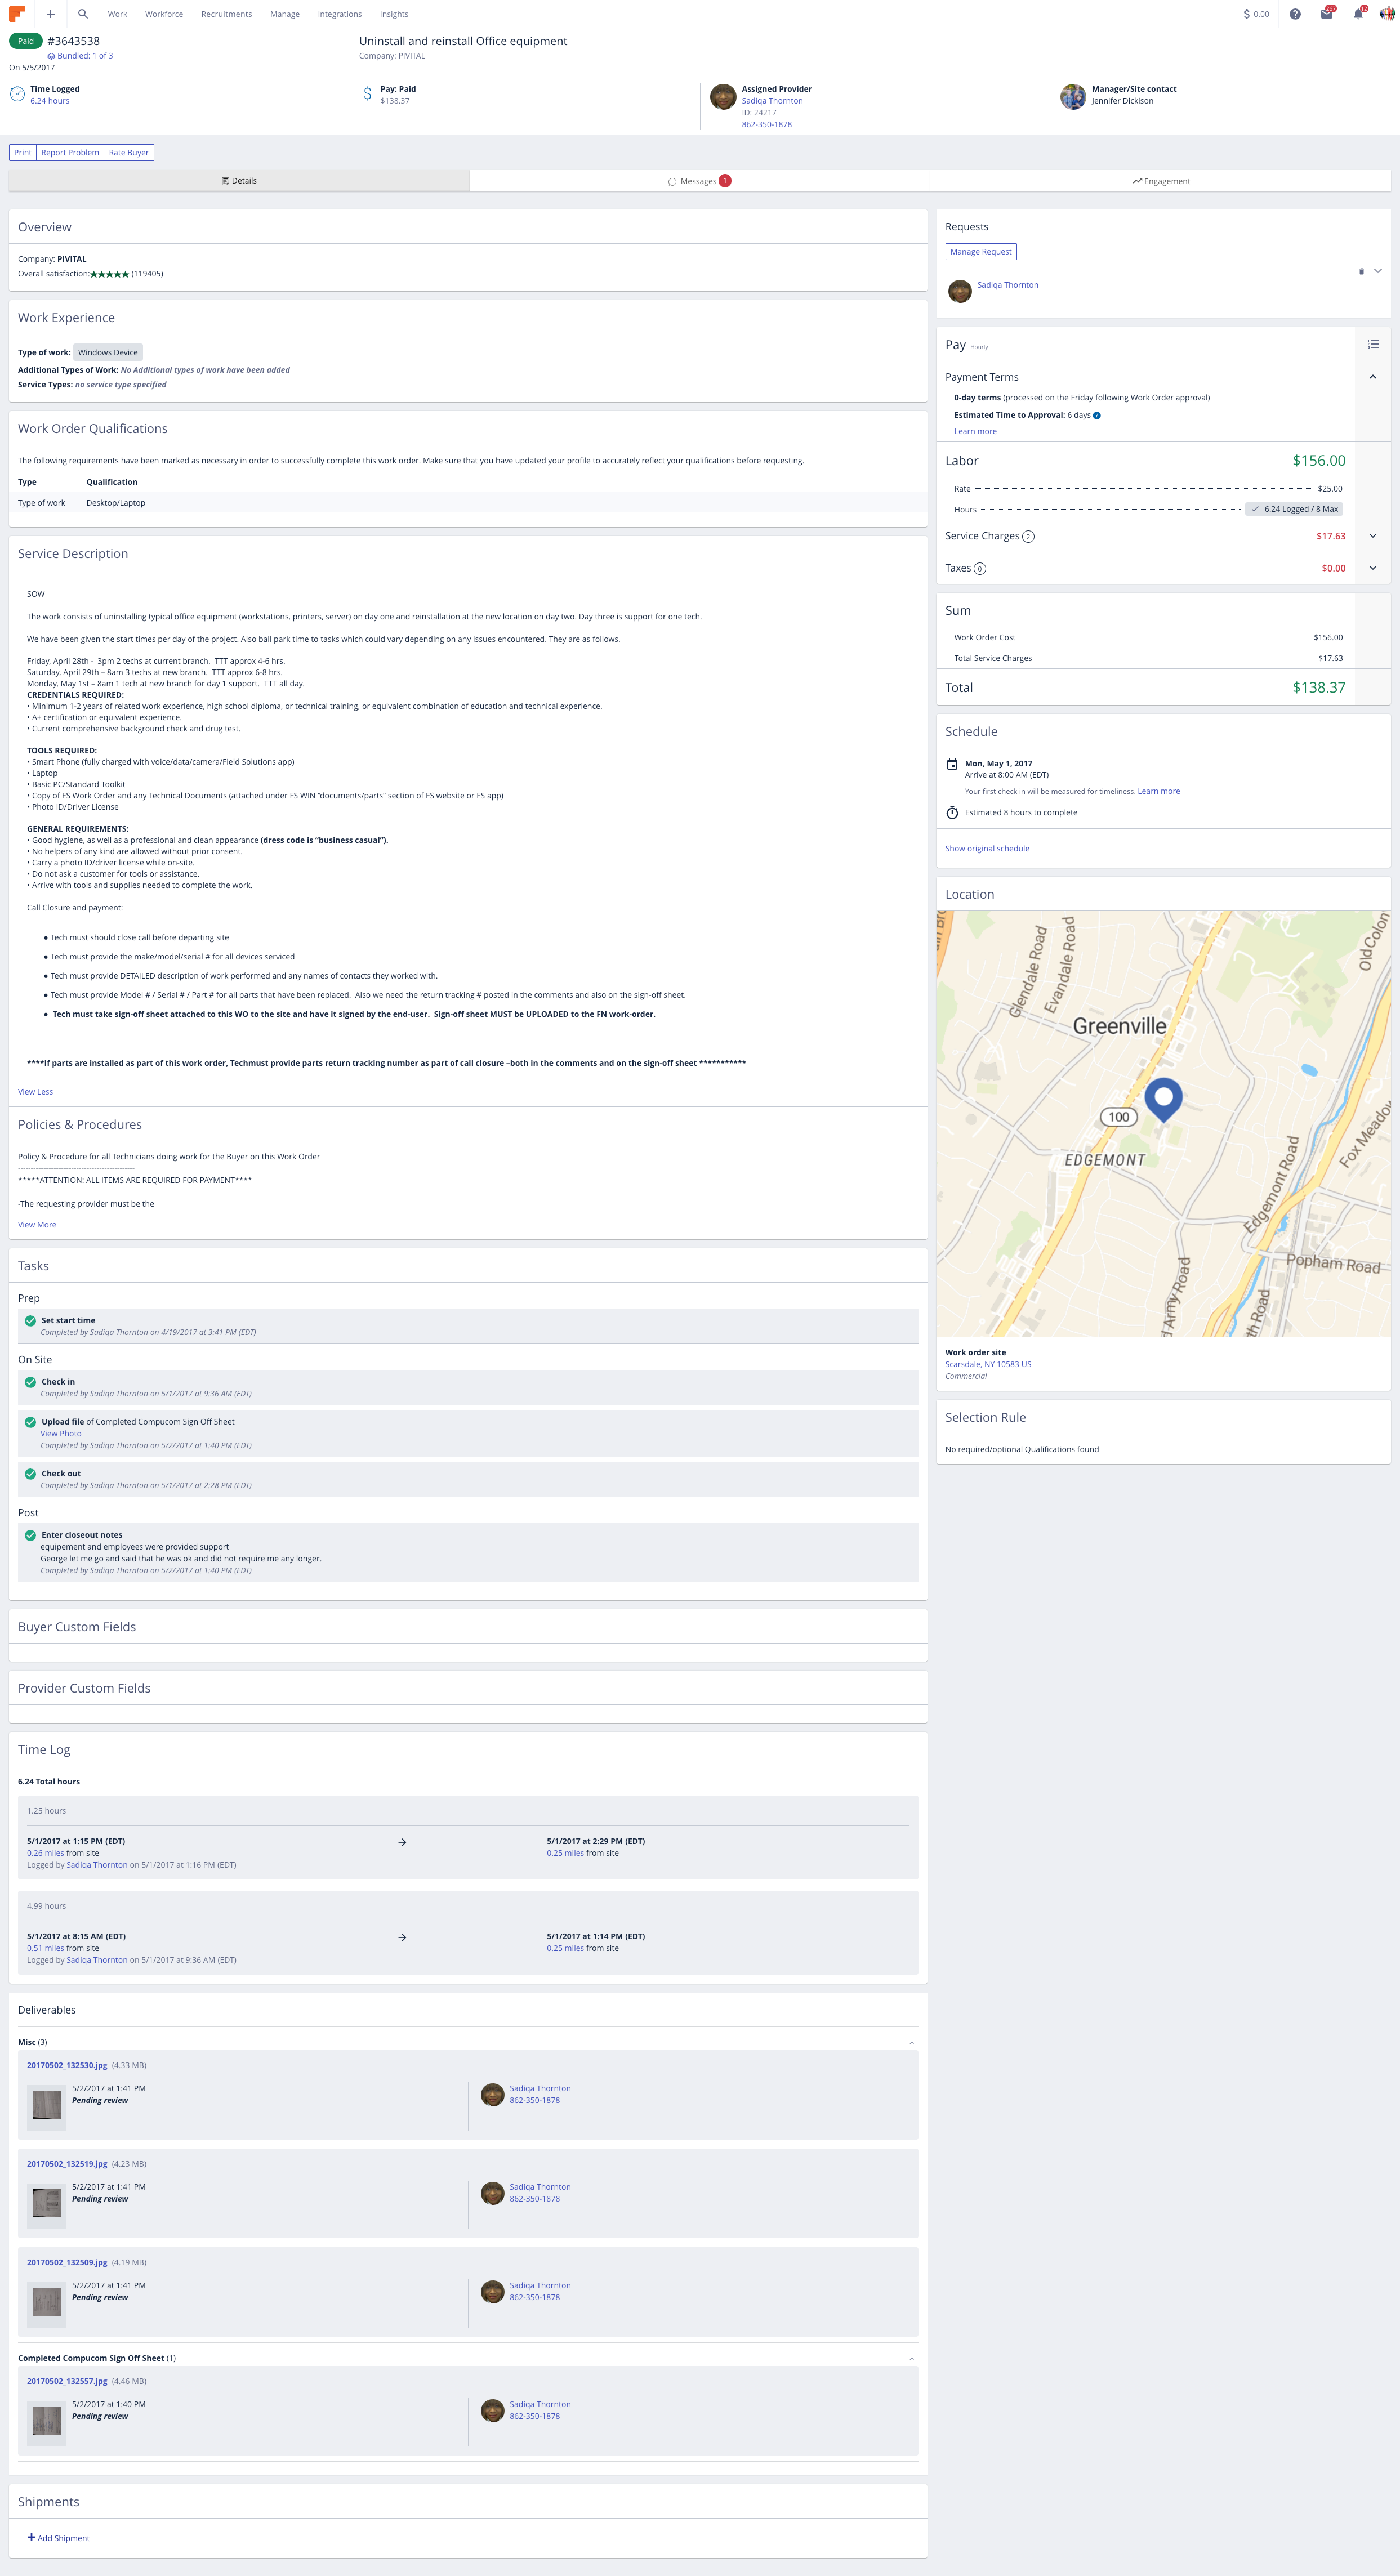 Work Workforce Recruitments Manage Integrations Insights
0.00
267
12
Paid #3643538
Bundled: 1 of 3
On 5/5/2017
Uninstall and reinstall Office equipment
Company: PIVITAL
Time Logged
6.24 hours
Pay: Paid
$138.37
Assigned Provider
Sadiqa Thornton
ID: 24217
862-350-1878
Manager/Site contact
Jennifer Dickison
Print Report Problem Rate Buyer
Details
Messages 1
Engagement
Overview
Company: PIVITAL
Overall satisfaction:★★★★★ (119405)
Work Experience
Type of work: Windows Device
Additional Types of Work: No Additional types of work have been added
Service Types: no service type specified
Work Order Qualifications
The following requirements have been marked as necessary in order to successfully complete this work order. Make sure that you have updated your profile to accurately reflect your qualifications before requesting.
Type Qualification
Type of work Desktop/Laptop
Service Description
SOW
The work consists of uninstalling typical office equipment (workstations, printers, server) on day one and reinstallation at the new location on day two. Day three is support for one tech.
We have been given the start times per day of the project. Also ball park time to tasks which could vary depending on any issues encountered. They are as follows.
Friday, April 28th - 3pm 2 techs at current branch. TTT approx 4-6 hrs.
Saturday, April 29th – 8am 3 techs at new branch. TTT approx 6-8 hrs.
Monday, May 1st – 8am 1 tech at new branch for day 1 support. TTT all day.
CREDENTIALS REQUIRED:
• Minimum 1-2 years of related work experience, high school diploma, or technical training, or equivalent combination of education and technical experience.
• A+ certification or equivalent experience.
• Current comprehensive background check and drug test.
TOOLS REQUIRED:
• Smart Phone (fully charged with voice/data/camera/Field Solutions app)
• Laptop
• Basic PC/Standard Toolkit
• Copy of FS Work Order and any Technical Documents (attached under FS WIN “documents/parts” section of FS website or FS app)
• Photo ID/Driver License
GENERAL REQUIREMENTS:
• Good hygiene, as well as a professional and clean appearance (dress code is “business casual”).
• No helpers of any kind are allowed without prior consent.
• Carry a photo ID/driver license while on-site.
• Do not ask a customer for tools or assistance.
• Arrive with tools and supplies needed to complete the work.
Call Closure and payment:
● Tech must should close call before departing site
● Tech must provide the make/model/serial # for all devices serviced
● Tech must provide DETAILED description of work performed and any names of contacts they worked with.
● Tech must provide Model # / Serial # / Part # for all parts that have been replaced. Also we need the return tracking # posted in the comments and also on the sign-off sheet.
● Tech must take sign-off sheet attached to this WO to the site and have it signed by the end-user. Sign-off sheet MUST be UPLOADED to the FN work-order.
****If parts are installed as part of this work order, Techmust provide parts return tracking number as part of call closure –both in the comments and on the sign-off sheet ***********
View Less
Policies & Procedures
Policy & Procedure for all Technicians doing work for the Buyer on this Work Order
-----------------------------------------------
*****ATTENTION: ALL ITEMS ARE REQUIRED FOR PAYMENT****
-The requesting provider must be the
View More
Tasks
Prep
Set start time
Completed by Sadiqa Thornton on 4/19/2017 at 3:41 PM (EDT)
On Site
Check in
Completed by Sadiqa Thornton on 5/1/2017 at 9:36 AM (EDT)
Upload file of Completed Compucom Sign Off Sheet
View Photo
Completed by Sadiqa Thornton on 5/2/2017 at 1:40 PM (EDT)
Check out
Completed by Sadiqa Thornton on 5/1/2017 at 2:28 PM (EDT)
Post
Enter closeout notes
equipement and employees were provided support
George let me go and said that he was ok and did not require me any longer.
Completed by Sadiqa Thornton on 5/2/2017 at 1:40 PM (EDT)
Buyer Custom Fields
Provider Custom Fields
Time Log
6.24 Total hours
1.25 hours
5/1/2017 at 1:15 PM (EDT) 5/1/2017 at 2:29 PM (EDT)
0.26 miles from site 0.25 miles from site
Logged by Sadiqa Thornton on 5/1/2017 at 1:16 PM (EDT)
4.99 hours
5/1/2017 at 8:15 AM (EDT) 5/1/2017 at 1:14 PM (EDT)
0.51 miles from site 0.25 miles from site
Logged by Sadiqa Thornton on 5/1/2017 at 9:36 AM (EDT)
Deliverables
Misc (3)
20170502_132530.jpg (4.33 MB)
5/2/2017 at 1:41 PM
Pending review
Sadiqa Thornton
862-350-1878
20170502_132519.jpg (4.23 MB)
5/2/2017 at 1:41 PM
Pending review
Sadiqa Thornton
862-350-1878
20170502_132509.jpg (4.19 MB)
5/2/2017 at 1:41 PM
Pending review
Sadiqa Thornton
862-350-1878
Completed Compucom Sign Off Sheet (1)
20170502_132557.jpg (4.46 MB)
5/2/2017 at 1:40 PM
Pending review
Sadiqa Thornton
862-350-1878
Shipments
Add Shipment
Requests
Manage Request
Sadiqa Thornton
Pay Hourly
Payment Terms
0-day terms (processed on the Friday following Work Order approval)
Estimated Time to Approval: 6 days
Learn more
Labor $156.00
Rate $25.00
Hours 6.24 Logged / 8 Max
Service Charges 2 $17.63
Taxes 0 $0.00
Sum
Work Order Cost $156.00
Total Service Charges $17.63
Total $138.37
Schedule
Mon, May 1, 2017
Arrive at 8:00 AM (EDT)
Your first check in will be measured for timeliness. Learn more
Estimated 8 hours to complete
Show original schedule
Location
Glendale Road
Evandale Road
Old Colon
Greenville
100
EDGEMONT
Fox Meadow
Edgemont Road
Popham Road
d Army Road
th Road
Work order site
Scarsdale, NY 10583 US
Commercial
Selection Rule
No required/optional Qualifications found